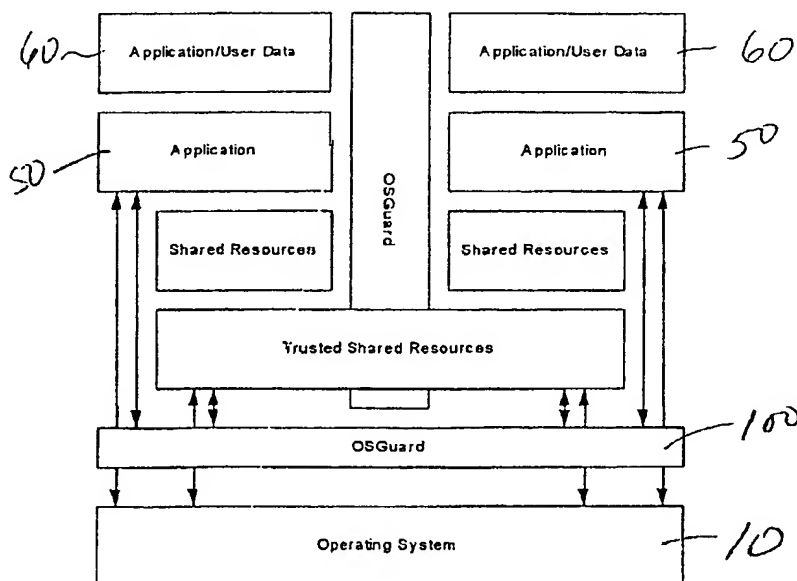 60 Application/User Data Application/User Data 60
50 Application Application 50
OSGuard
Shared Resources Shared Resources
Trusted Shared Resources
OSGuard 100
Operating System 10